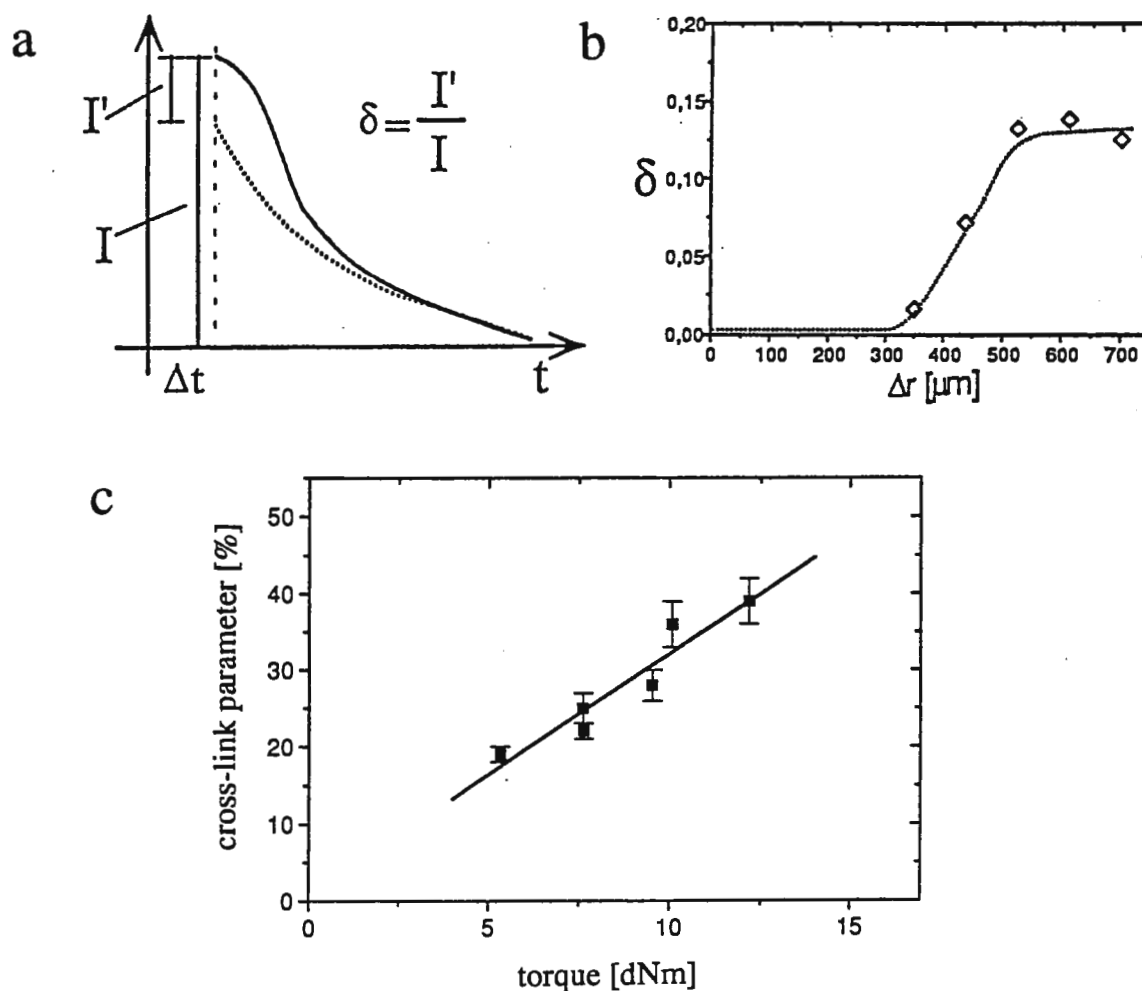 a
I'
I
δ = I' / I
Δt
t
b
0,20
0,15
0,10
0,05
0,00
δ
0 100 200 300 400 500 600 700
Δr [μm]
c
cross-link parameter [%]
50
40
30
20
10
0
0 5 10 15
torque [dNm]